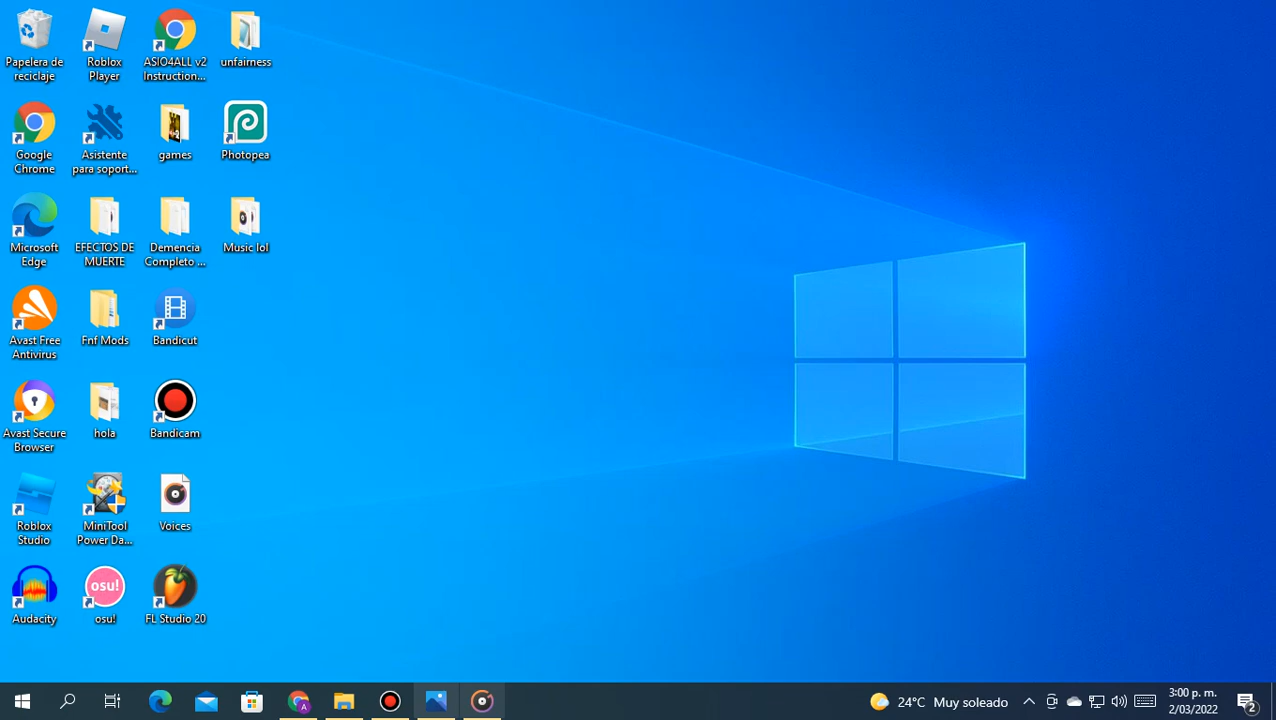 Papelera de
reciclaje
Roblox
Player
ASIO4ALL v2
Instruction...
unfairness
Google
Chrome
Asistente
para soport...
games
Photopea
Microsoft
Edge
EFECTOS DE
MUERTE
Demencia
Completo ...
Music lol
Avast Free
Antivirus
Fnf Mods
Bandicut
Avast Secure
Browser
hola
Bandicam
Roblox
Studio
MiniTool
Power Da...
Voices
Audacity
osu!
osu!
FL Studio 20
A
24°C Muy soleado
3:00 p. m.
2/03/2022
2